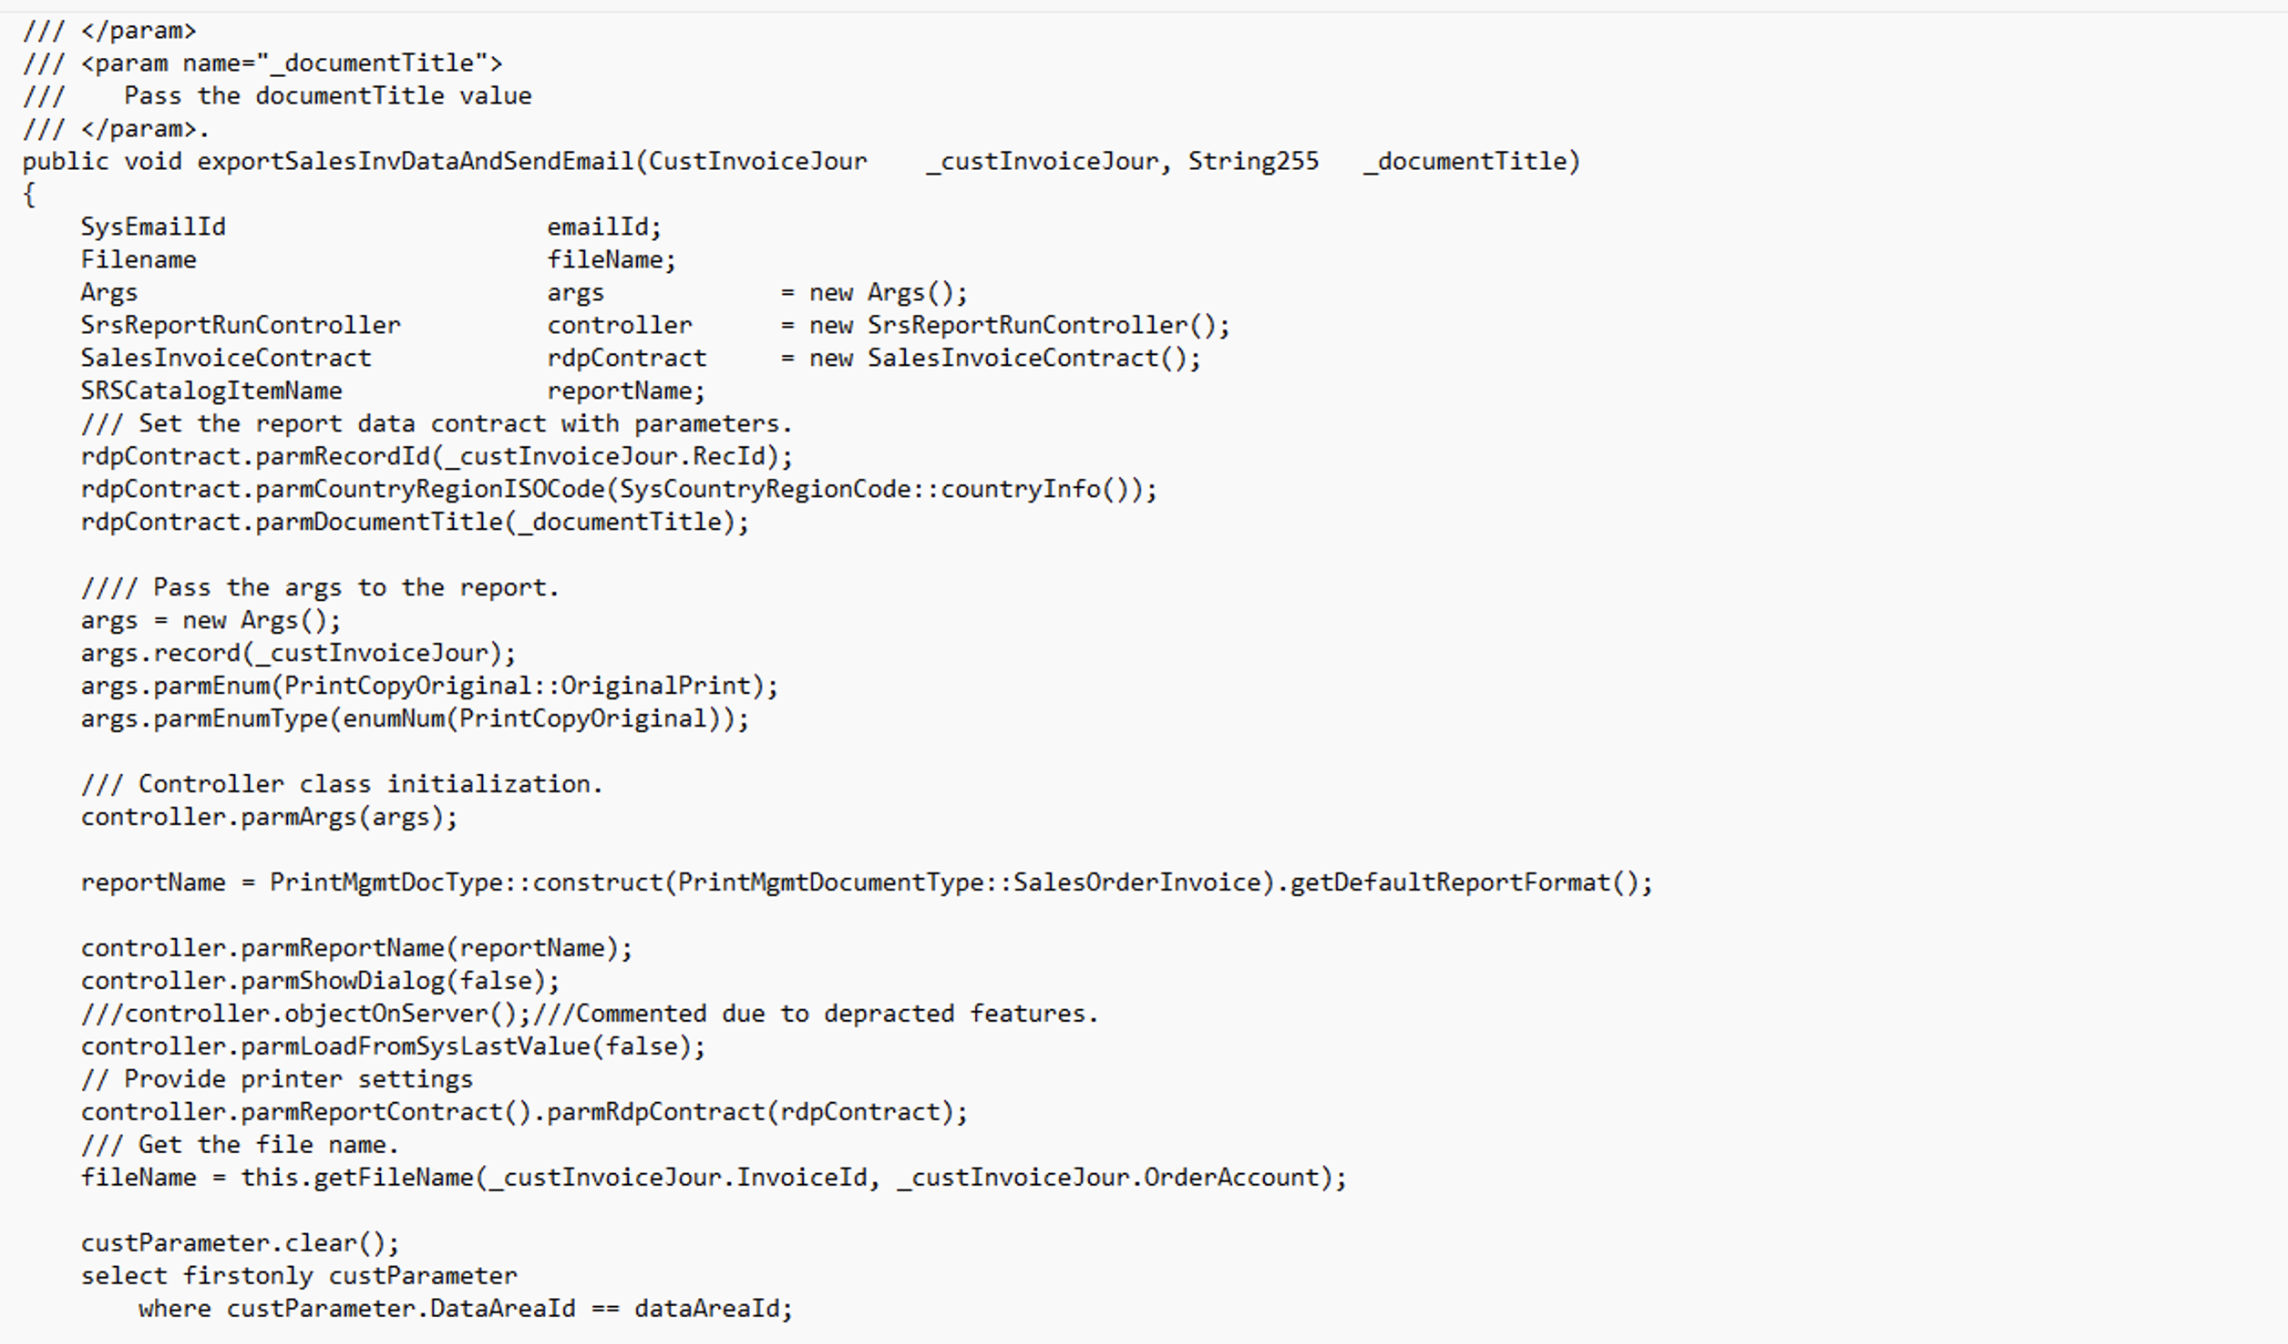 /// </param>
/// <param name="_documentTitle">
///    Pass the documentTitle value
/// </param>.
public void exportSalesInvDataAndSendEmail(CustInvoiceJour    _custInvoiceJour, String255   _documentTitle)
{
    SysEmailId                      emailId;
    Filename                        fileName;
    Args                            args            = new Args();
    SrsReportRunController          controller      = new SrsReportRunController();
    SalesInvoiceContract            rdpContract     = new SalesInvoiceContract();
    SRSCatalogItemName              reportName;
    /// Set the report data contract with parameters.
    rdpContract.parmRecordId(_custInvoiceJour.RecId);
    rdpContract.parmCountryRegionISOCode(SysCountryRegionCode::countryInfo());
    rdpContract.parmDocumentTitle(_documentTitle);

    //// Pass the args to the report.
    args = new Args();
    args.record(_custInvoiceJour);
    args.parmEnum(PrintCopyOriginal::OriginalPrint);
    args.parmEnumType(enumNum(PrintCopyOriginal));

    /// Controller class initialization.
    controller.parmArgs(args);

    reportName = PrintMgmtDocType::construct(PrintMgmtDocumentType::SalesOrderInvoice).getDefaultReportFormat();

    controller.parmReportName(reportName);
    controller.parmShowDialog(false);
    ///controller.objectOnServer();///Commented due to depracted features.
    controller.parmLoadFromSysLastValue(false);
    // Provide printer settings
    controller.parmReportContract().parmRdpContract(rdpContract);
    /// Get the file name.
    fileName = this.getFileName(_custInvoiceJour.InvoiceId, _custInvoiceJour.OrderAccount);

    custParameter.clear();
    select firstonly custParameter
        where custParameter.DataAreaId == dataAreaId;